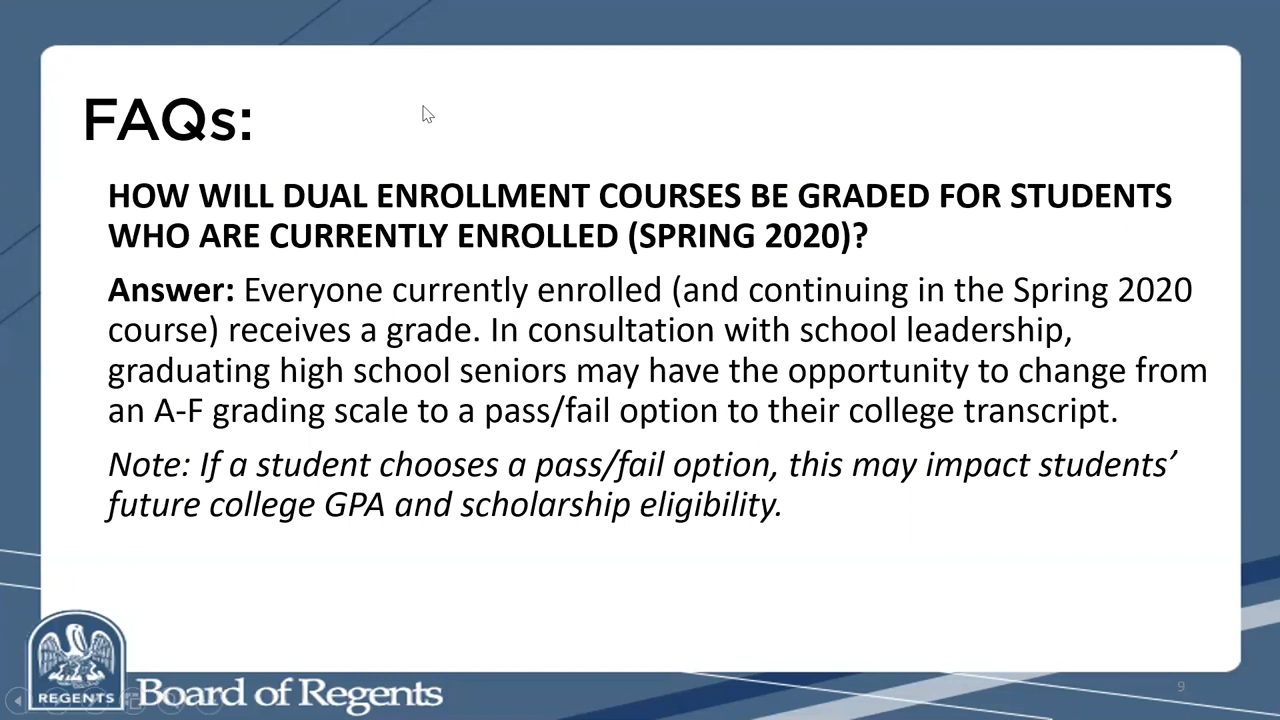 FAQs:
HOW WILL DUAL ENROLLMENT COURSES BE GRADED FOR STUDENTS
WHO ARE CURRENTLY ENROLLED (SPRING 2020)?
Answer: Everyone currently enrolled (and continuing in the Spring 2020
course) receives a grade. In consultation with school leadership,
graduating high school seniors may have the opportunity to change from
an A-F grading scale to a pass/fail option to their college transcript.
Note: If a student chooses a pass/fail option, this may impact students’
future college GPA and scholarship eligibility.
REGENTS
Board of Regents
9